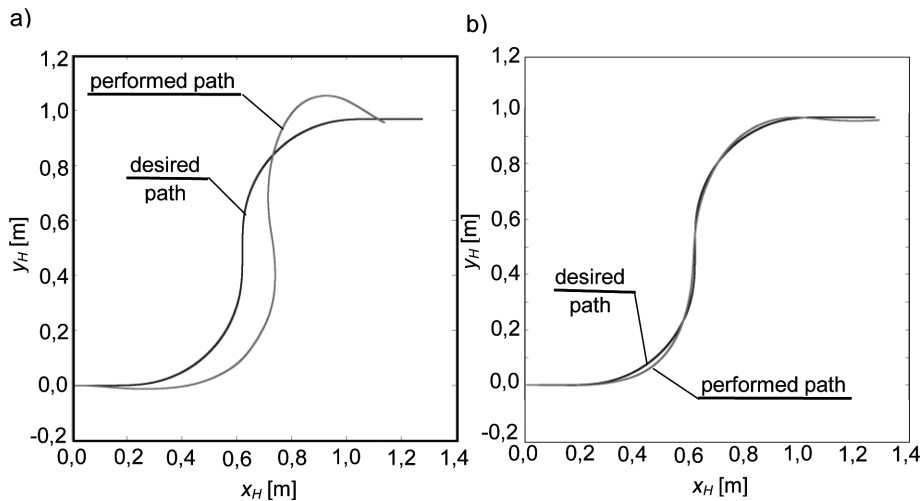 a)
1,2
1,0
0,8
0,6
0,4
0,2
0,0
-0,2
y_H [m]
performed path
desired
path
0,0 0,2 0,4 0,6 0,8 1,0 1,2 1,4
x_H [m]
b)
1,2
1,0
0,8
0,6
0,4
0,2
0,0
-0,2
y_H [m]
desired
path
performed path
0,0 0,2 0,4 0,6 0,8 1,0 1,2 1,4
x_H [m]